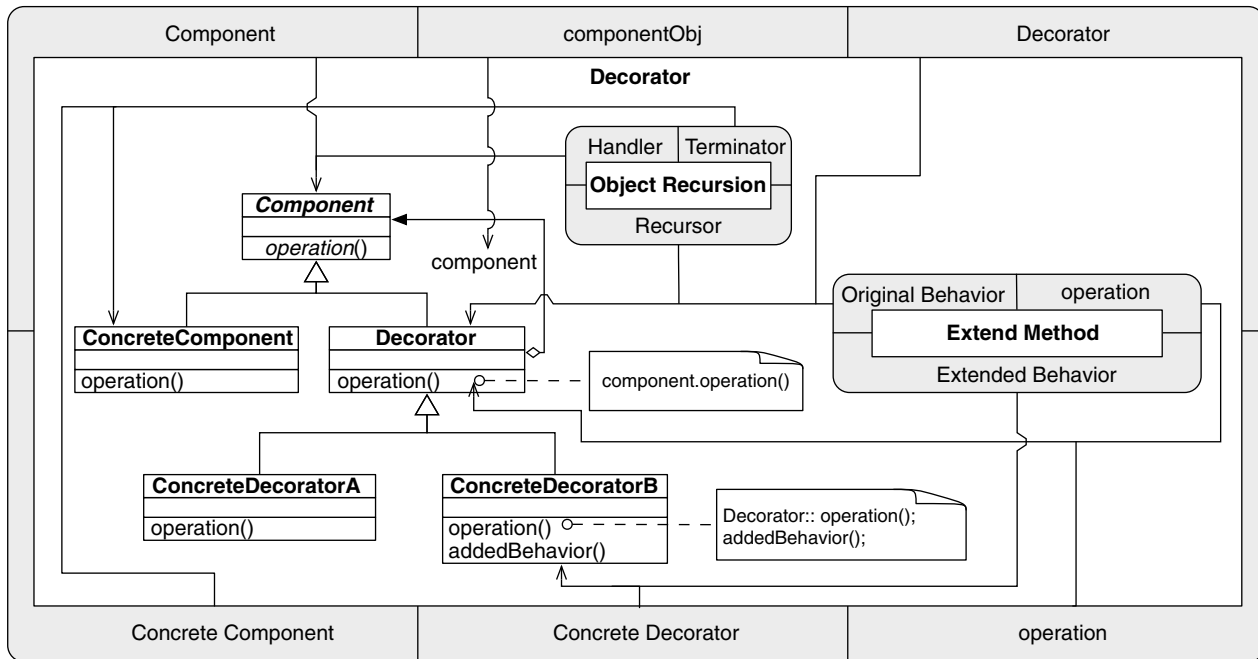 Component
componentObj
Decorator
Decorator
Handler
Terminator
Object Recursion
Recursor
Component
operation()
component
Original Behavior
operation
Extend Method
Extended Behavior
ConcreteComponent
operation()
Decorator
operation()
component.operation()
ConcreteDecoratorA
operation()
ConcreteDecoratorB
operation()
addedBehavior()
Decorator:: operation();
addedBehavior();
Concrete Component
Concrete Decorator
operation